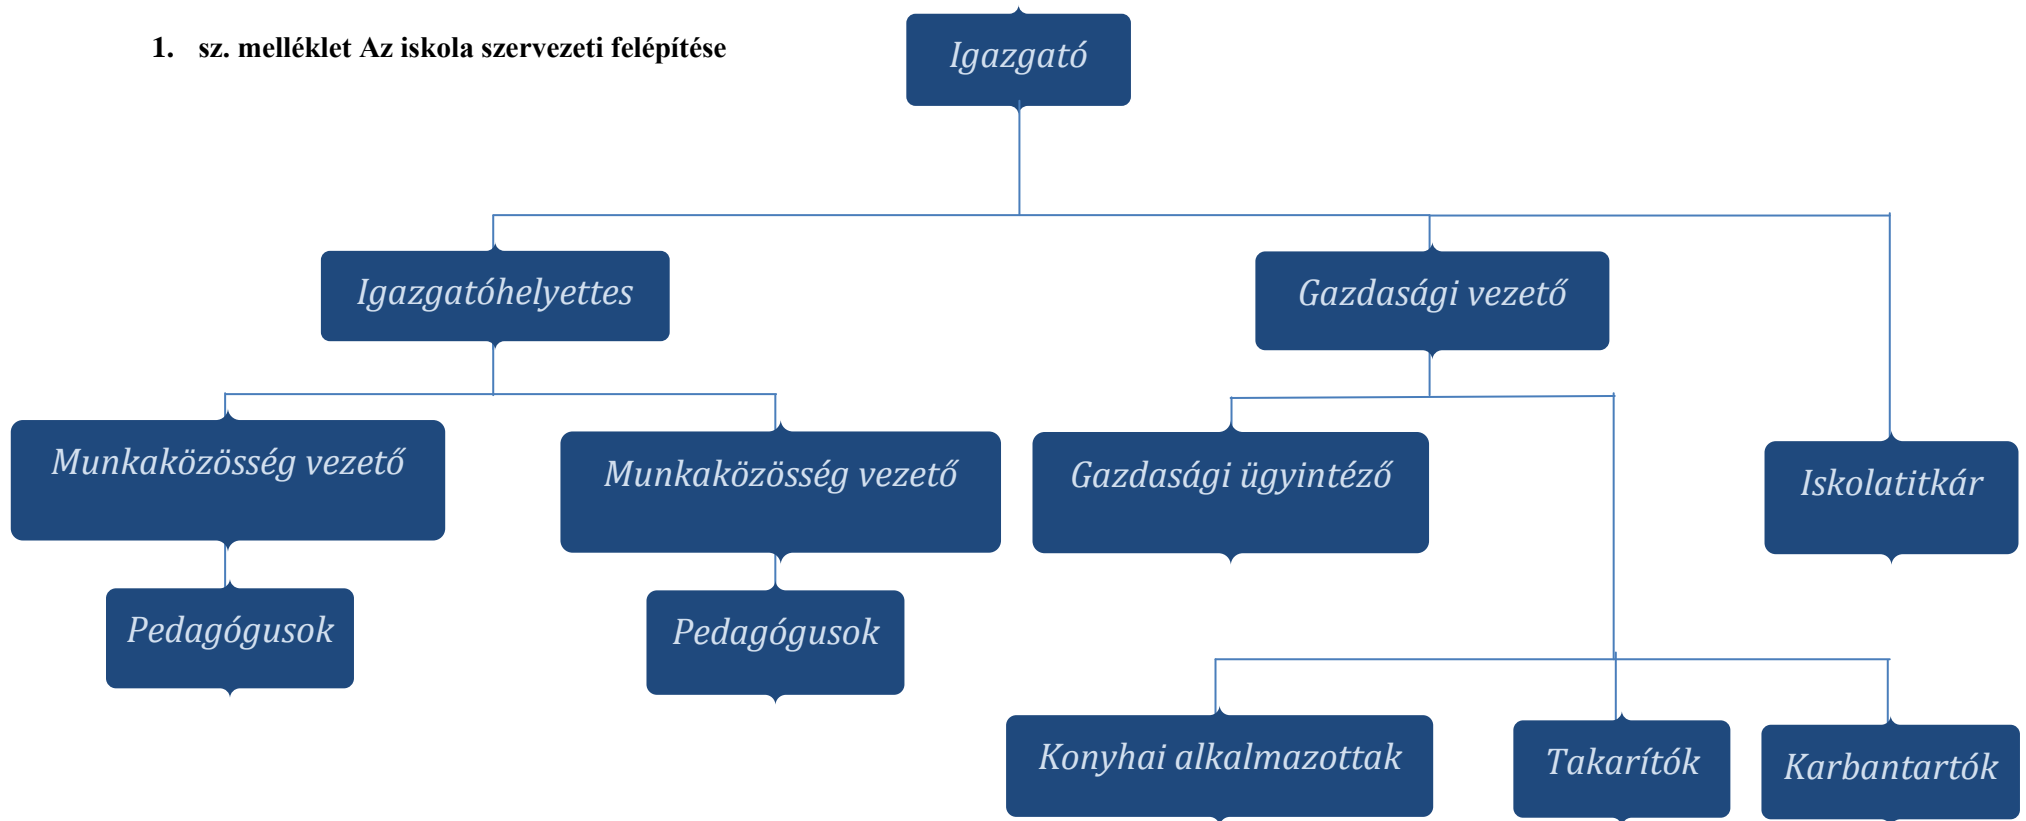 1. sz. melléklet Az iskola szervezeti felépítése
Igazgató
Igazgatóhelyettes
Gazdasági vezető
Munkaközösség vezető
Munkaközösség vezető
Gazdasági ügyintéző
Iskolatitkár
Pedagógusok
Pedagógusok
Konyhai alkalmazottak
Takarítók
Karbantartók